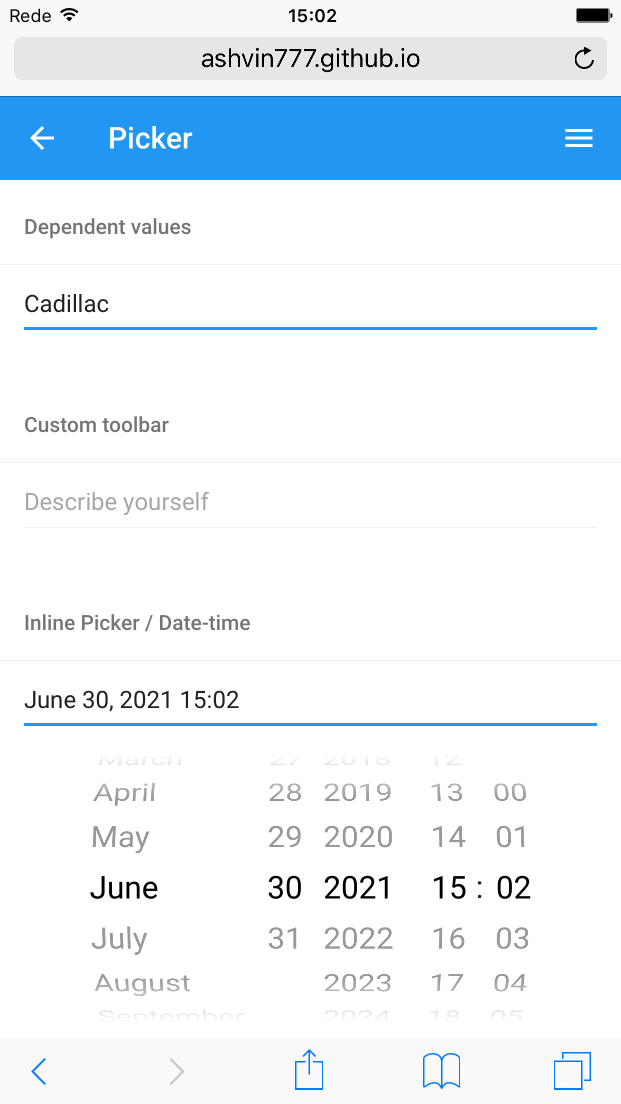 Rede 15:02
ashvin777.github.io
Picker
Dependent values
Cadillac
Custom toolbar
Describe yourself
Inline Picker / Date-time
June 30, 2021 15:02
March 27 2018 12
April 28 2019 13 00
May 29 2020 14 01
June 30 2021 15 : 02
July 31 2022 16 03
August 2023 17 04
September 2024 18 05